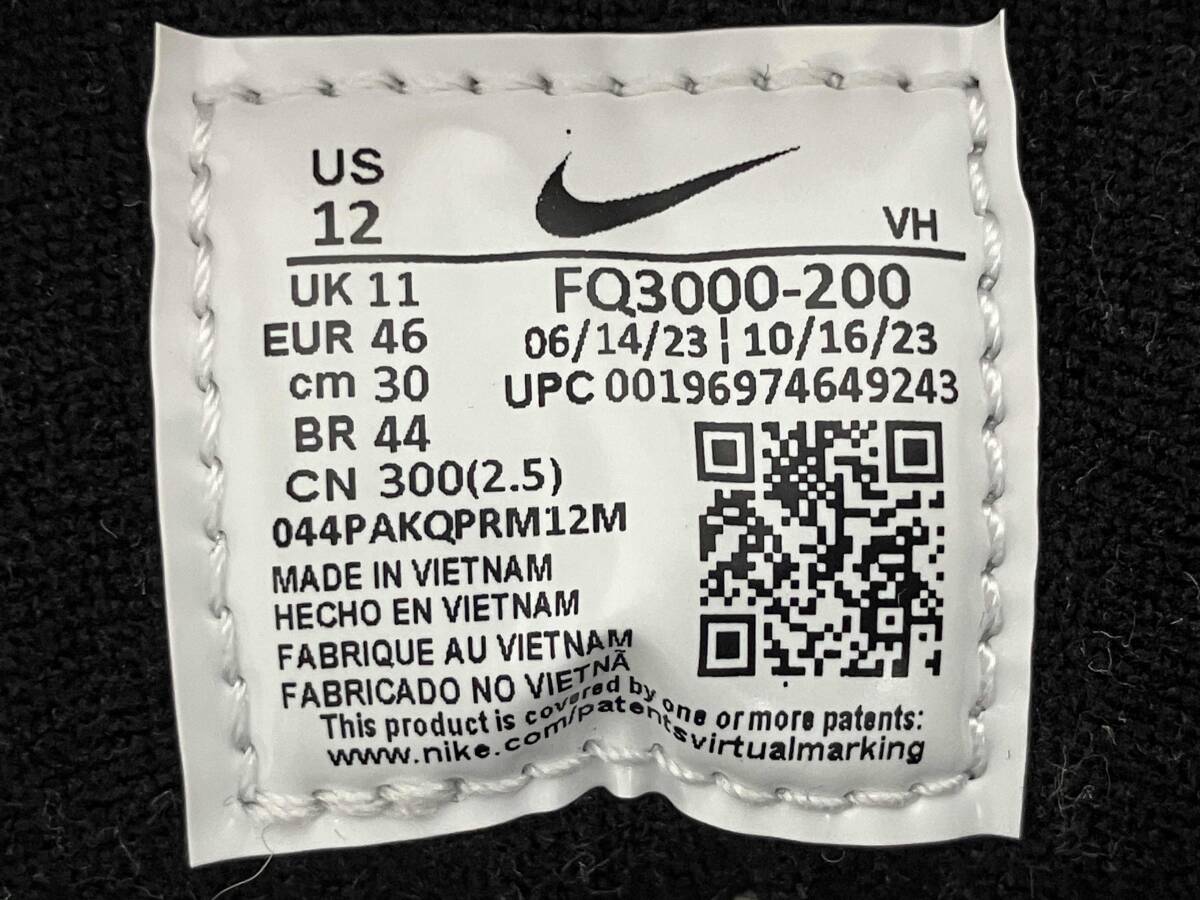 US
12
VH
UK 11
EUR 46
cm 30
BR 44
CN 300(2.5)
FQ3000-200
06/14/23 | 10/16/23
UPC 00196974649243
044PAKQPRM12M
MADE IN VIETNAM
HECHO EN VIETNAM
FABRIQUE AU VIETNAM
FABRICADO NO VIETNÃ
This product is covered by one or more patents:
www.nike.com/patentsvirtualmarking